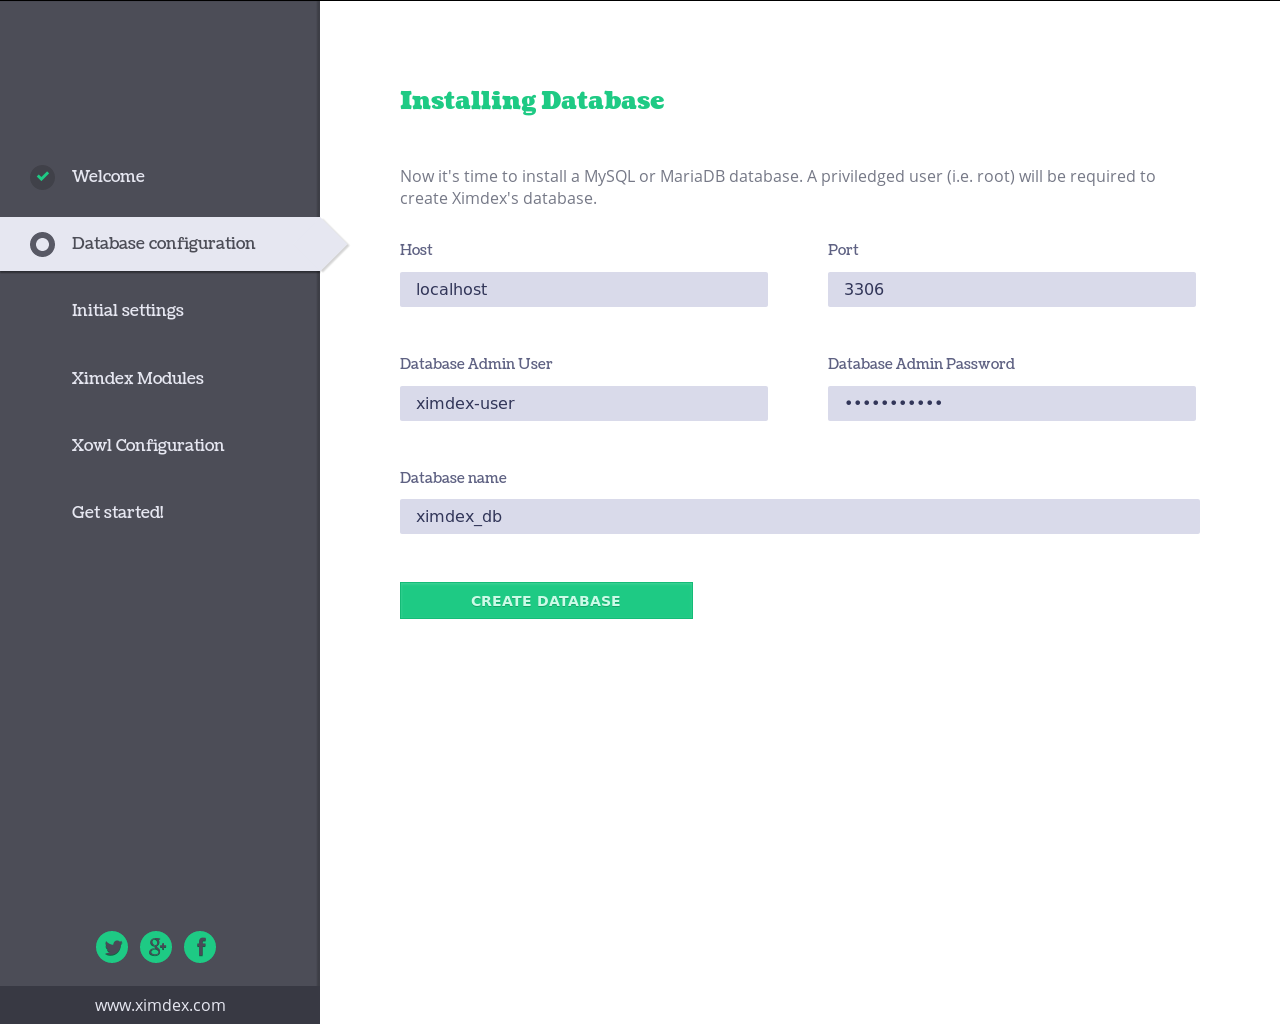 Welcome
Database configuration
Initial settings
Ximdex Modules
Xowl Configuration
Get started!
www.ximdex.com
Installing Database
Now it's time to install a MySQL or MariaDB database. A priviledged user (i.e. root) will be required to
create Ximdex's database.
Host
Port
localhost
3306
Database Admin User
Database Admin Password
ximdex-user
•••••••••••
Database name
ximdex_db
CREATE DATABASE